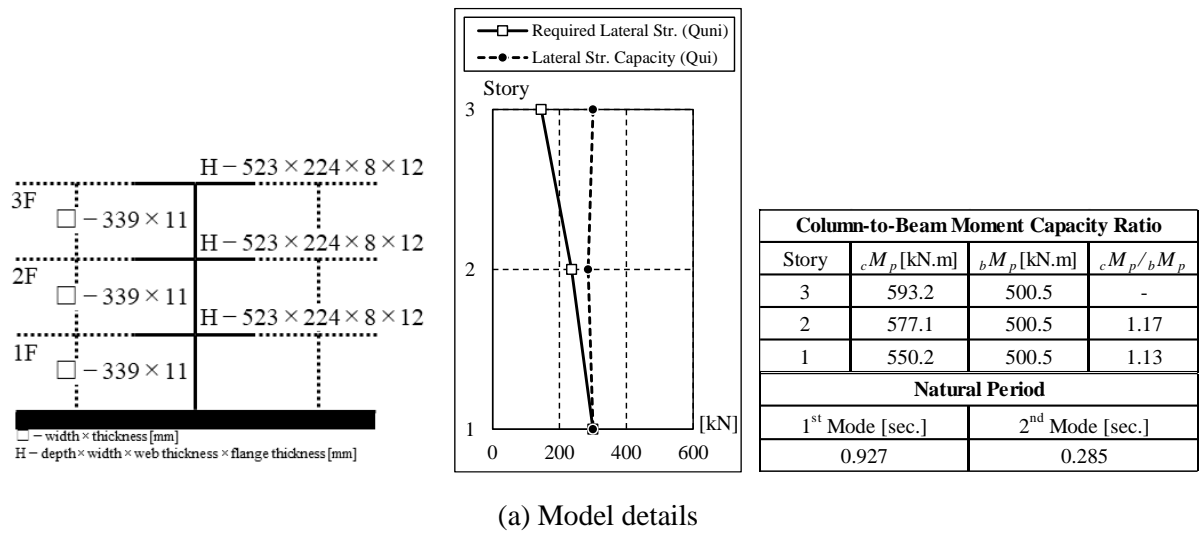 H－523×224×8×12
3F
□－339×11
H－523×224×8×12
2F
□－339×11
H－523×224×8×12
1F
□－339×11
□－width×thickness[mm]
H－depth×width×web thickness×flange thickness[mm]
Required Lateral Str. (Quni)
Lateral Str. Capacity (Qui)
Story
3
2
1
[kN]
0 200 400 600
Column-to-Beam Moment Capacity Ratio
Story cMp[kN.m] bMp[kN.m] cMp/bMp
3 593.2 500.5 -
2 577.1 500.5 1.17
1 550.2 500.5 1.13
Natural Period
1st Mode [sec.] 2nd Mode [sec.]
0.927 0.285
(a) Model details